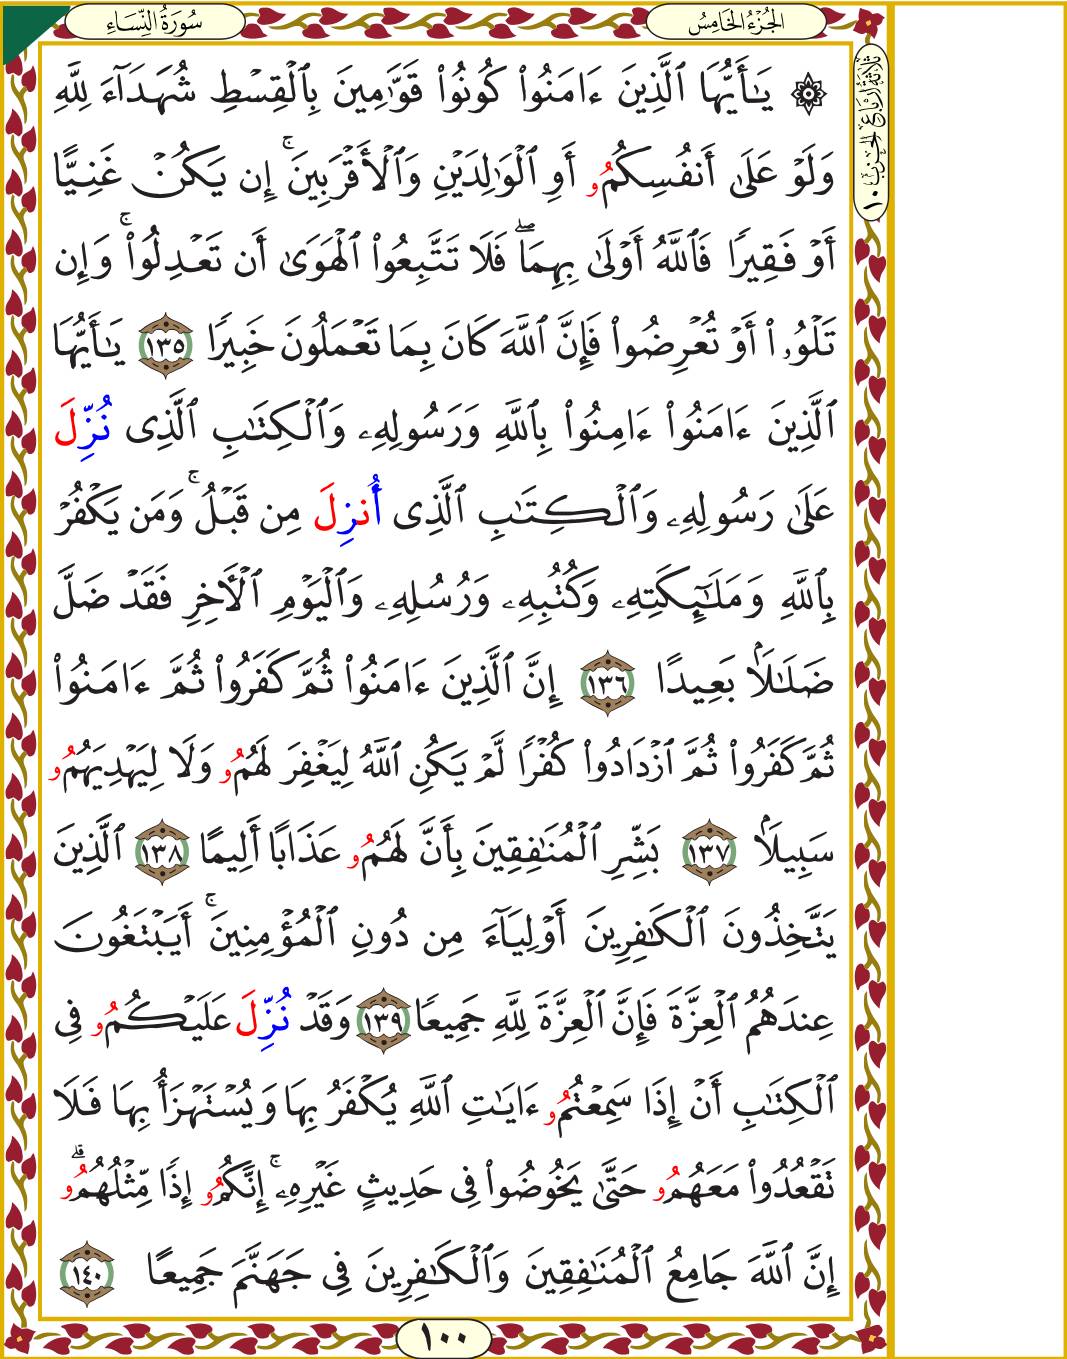 سُورَةُ النِّسَاءِ
الجُزْءُ الخَامِسُ
ثَلَاثَةُ أَرْبَاعِ الحِزْبِ ١٠
۞ يَٰٓأَيُّهَا ٱلَّذِينَ ءَامَنُواْ كُونُواْ قَوَّٰمِينَ بِٱلْقِسْطِ شُهَدَآءَ لِلَّهِ
وَلَوْ عَلَىٰٓ أَنفُسِكُمُۥ أَوِ ٱلْوَٰلِدَيْنِ وَٱلْأَقْرَبِينَ ۚ إِن يَكُنْ غَنِيًّا
أَوْ فَقِيرًا فَٱللَّهُ أَوْلَىٰ بِهِمَا ۖ فَلَا تَتَّبِعُواْ ٱلْهَوَىٰٓ أَن تَعْدِلُواْ ۚ وَإِن
تَلْوُۥٓاْ أَوْ تُعْرِضُواْ فَإِنَّ ٱللَّهَ كَانَ بِمَا تَعْمَلُونَ خَبِيرًا ١٣٥ يَٰٓأَيُّهَا
ٱلَّذِينَ ءَامَنُوٓاْ ءَامِنُواْ بِٱللَّهِ وَرَسُولِهِۦ وَٱلْكِتَٰبِ ٱلَّذِى نُزِّلَ
عَلَىٰ رَسُولِهِۦ وَٱلْكِتَٰبِ ٱلَّذِىٓ أُنزِلَ مِن قَبْلُ ۚ وَمَن يَكْفُرْ
بِٱللَّهِ وَمَلَٰٓئِكَتِهِۦ وَكُتُبِهِۦ وَرُسُلِهِۦ وَٱلْيَوْمِ ٱلْأٓخِرِ فَقَدْ ضَلَّ
ضَلَٰلًۢا بَعِيدًا ١٣٦ إِنَّ ٱلَّذِينَ ءَامَنُواْ ثُمَّ كَفَرُواْ ثُمَّ ءَامَنُواْ
ثُمَّ كَفَرُواْ ثُمَّ ٱزْدَادُواْ كُفْرًا لَّمْ يَكُنِ ٱللَّهُ لِيَغْفِرَ لَهُمُۥ وَلَا لِيَهْدِيَهُمُۥ
سَبِيلًۢا ١٣٧ بَشِّرِ ٱلْمُنَٰفِقِينَ بِأَنَّ لَهُمُۥ عَذَابًا أَلِيمًا ١٣٨ ٱلَّذِينَ
يَتَّخِذُونَ ٱلْكَٰفِرِينَ أَوْلِيَآءَ مِن دُونِ ٱلْمُؤْمِنِينَ ۚ أَيَبْتَغُونَ
عِندَهُمُ ٱلْعِزَّةَ فَإِنَّ ٱلْعِزَّةَ لِلَّهِ جَمِيعًا ١٣٩ وَقَدْ نُزِّلَ عَلَيْكُمُۥ فِى
ٱلْكِتَٰبِ أَنْ إِذَا سَمِعْتُمُۥ ءَايَٰتِ ٱللَّهِ يُكْفَرُ بِهَا وَيُسْتَهْزَأُ بِهَا فَلَا
تَقْعُدُواْ مَعَهُمُۥ حَتَّىٰ يَخُوضُواْ فِى حَدِيثٍ غَيْرِهِۦٓ ۚ إِنَّكُمُۥ إِذًا مِّثْلُهُمُۥ ۗ
إِنَّ ٱللَّهَ جَامِعُ ٱلْمُنَٰفِقِينَ وَٱلْكَٰفِرِينَ فِى جَهَنَّمَ جَمِيعًا ١٤٠
١٠٠